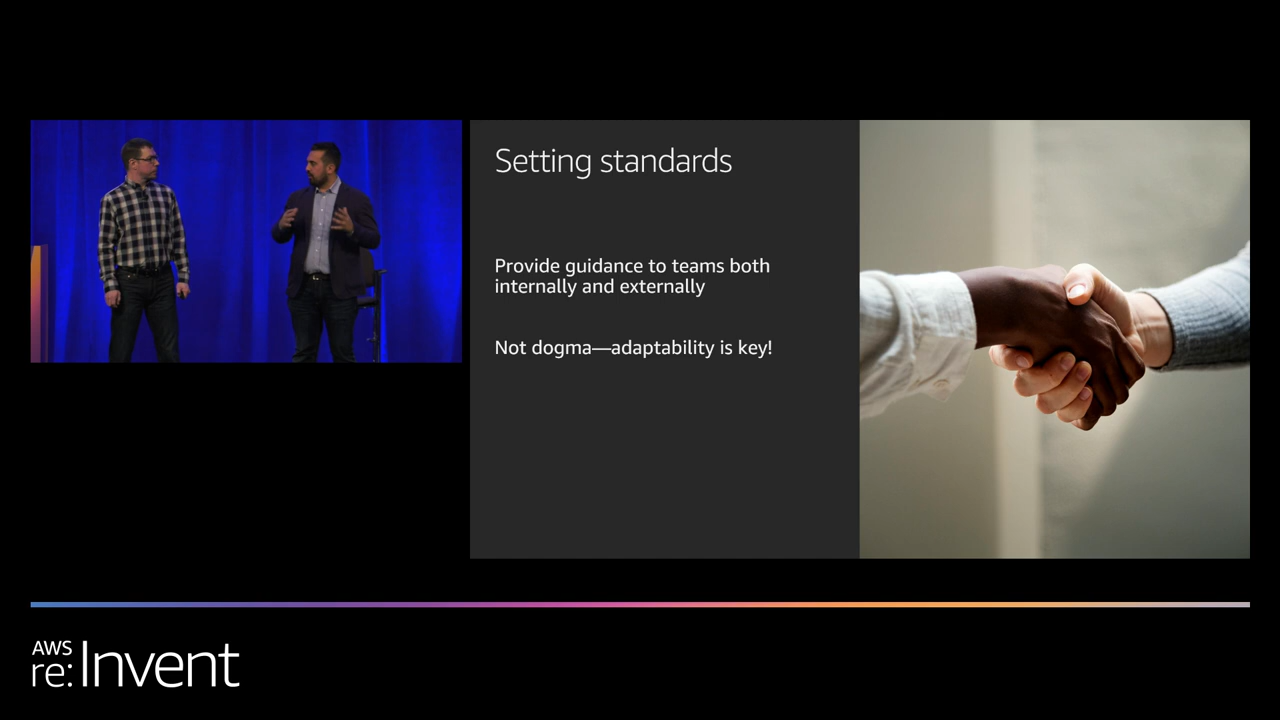 Setting standards
Provide guidance to teams both
internally and externally
Not dogma—adaptability is key!
AWS
re:Invent